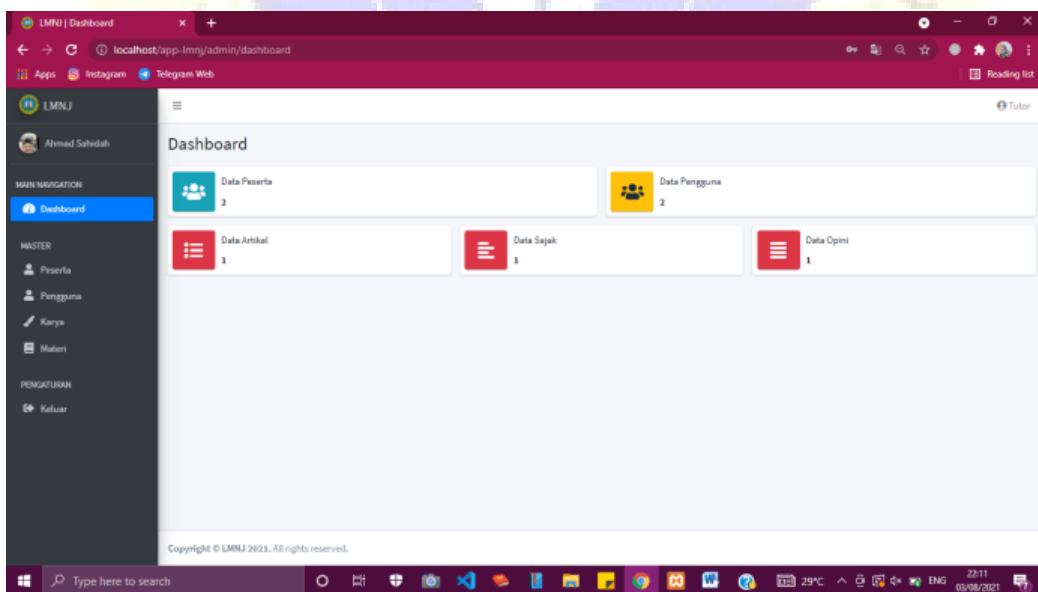 LMNJ | Dashboard
localhost/app-lmnj/admin/dashboard
Apps Instagram Telegram Web Reading list
LMNJ
Tutor
Ahmad Sahidah
Dashboard
MAIN NAVIGATION
Dashboard
Data Peserta
2
Data Pengguna
2
MASTER
Peserta
Pengguna
Karya
Materi
Data Artikel
1
Data Sajak
1
Data Opini
1
PENGATURAN
Keluar
Copyright © LMNJ 2021. All rights reserved.
Type here to search
29°C
ENG
22:11
03/08/2021